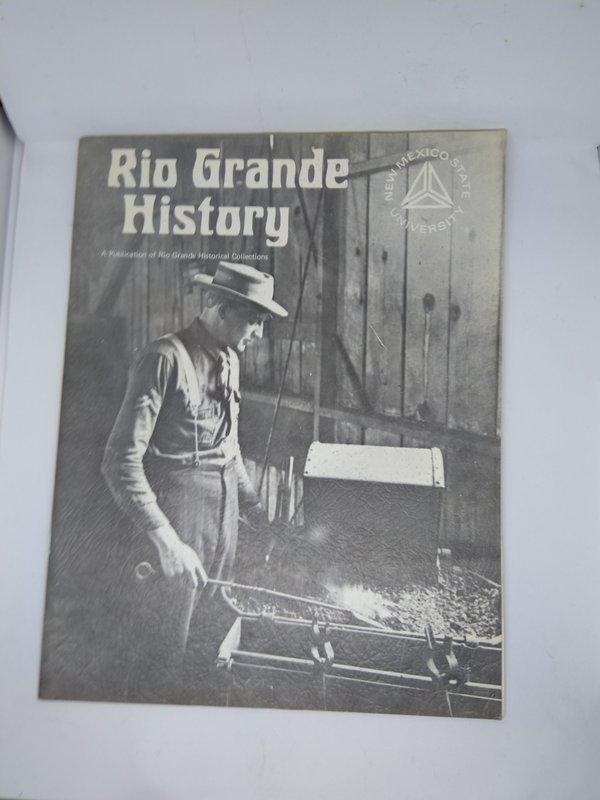 Rio Grande
History
A Publication of Rio Grande Historical Collections
NEW MEXICO STATE
UNIVERSITY